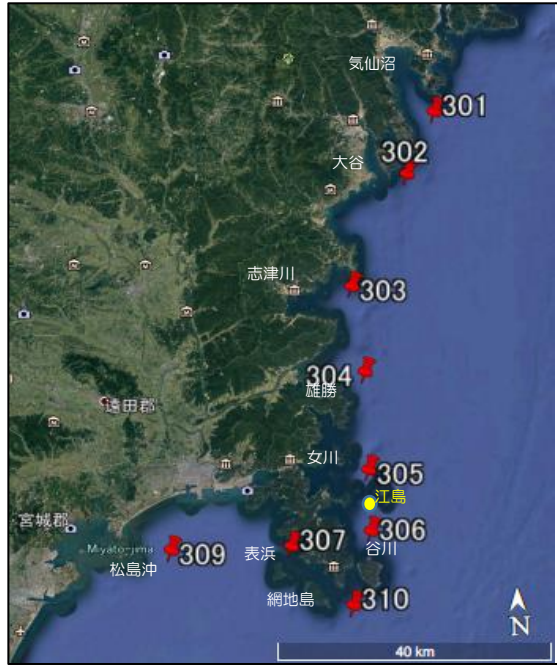 気仙沼
301
302
大谷
志津川
303
304
雄勝
女川
305
江島
遠田郡
宮城郡
306
谷川
Miyato-jima
309
307
表浜
松島沖
網地島
310
N
40 km